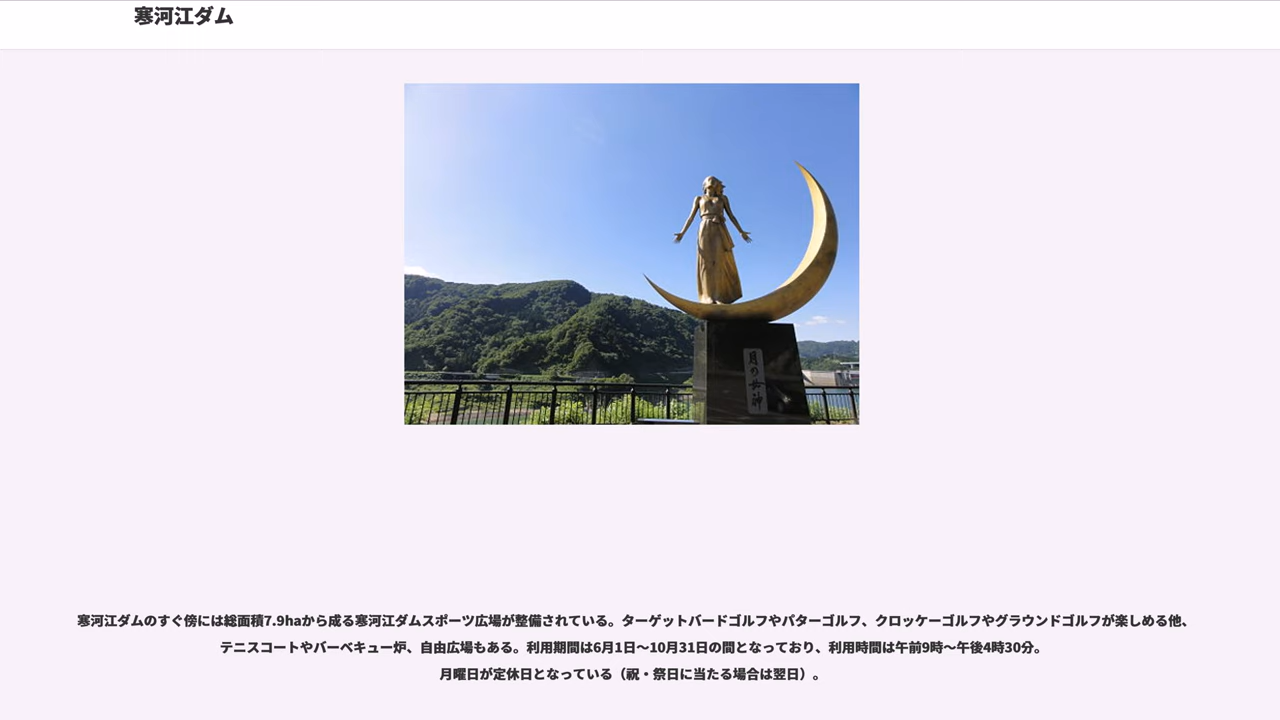 寒河江ダム
月の女神
寒河江ダムのすぐ傍には総面積7.9haから成る寒河江ダムスポーツ広場が整備されている。ターゲットバードゴルフやパターゴルフ、クロッケーゴルフやグラウンドゴルフが楽しめる他、
テニスコートやバーベキュー炉、自由広場もある。利用期間は6月1日～10月31日の間となっており、利用時間は午前9時～午後4時30分。
月曜日が定休日となっている（祝・祭日に当たる場合は翌日）。